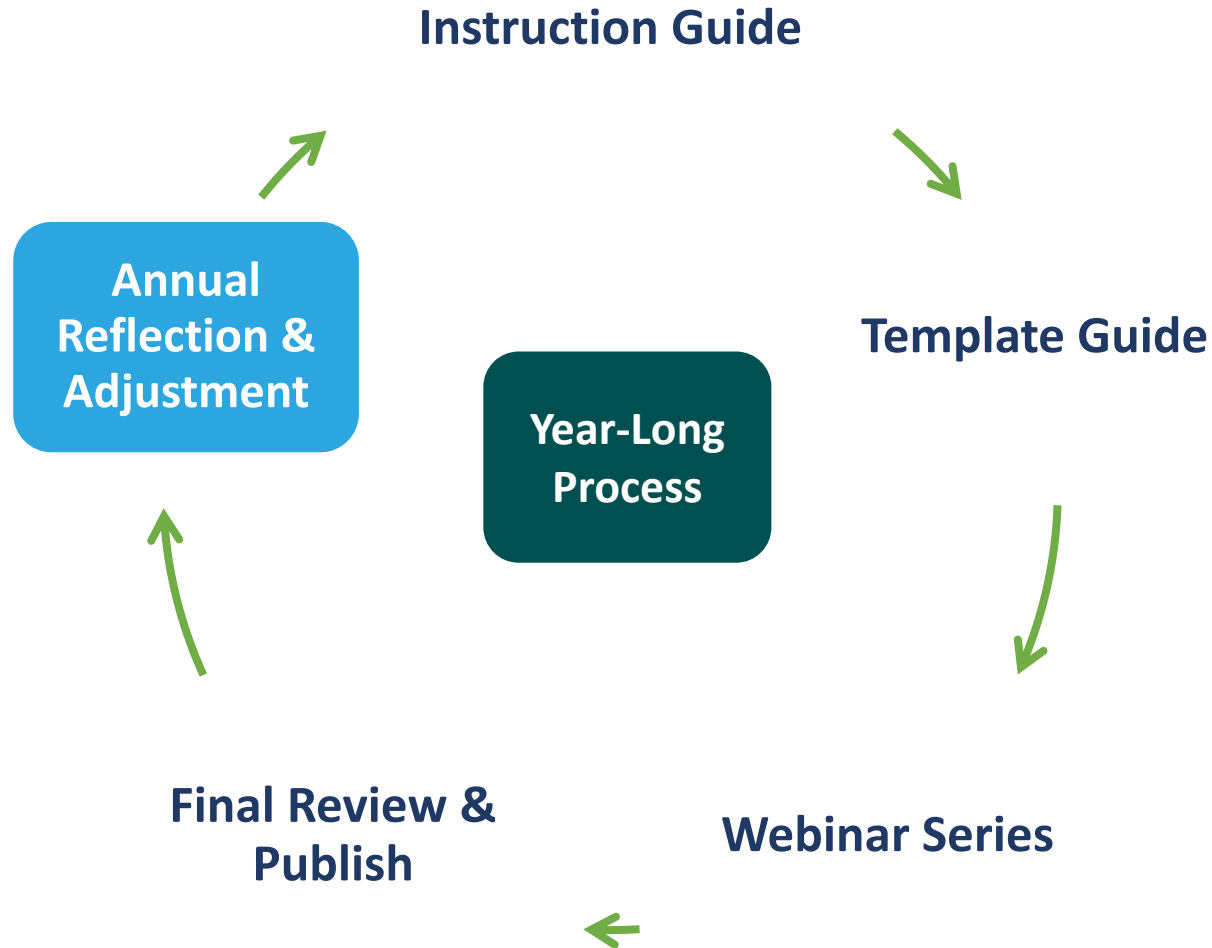 Instruction Guide
Annual
Reflection &
Adjustment
Template Guide
Year-Long
Process
Final Review &
Publish
Webinar Series